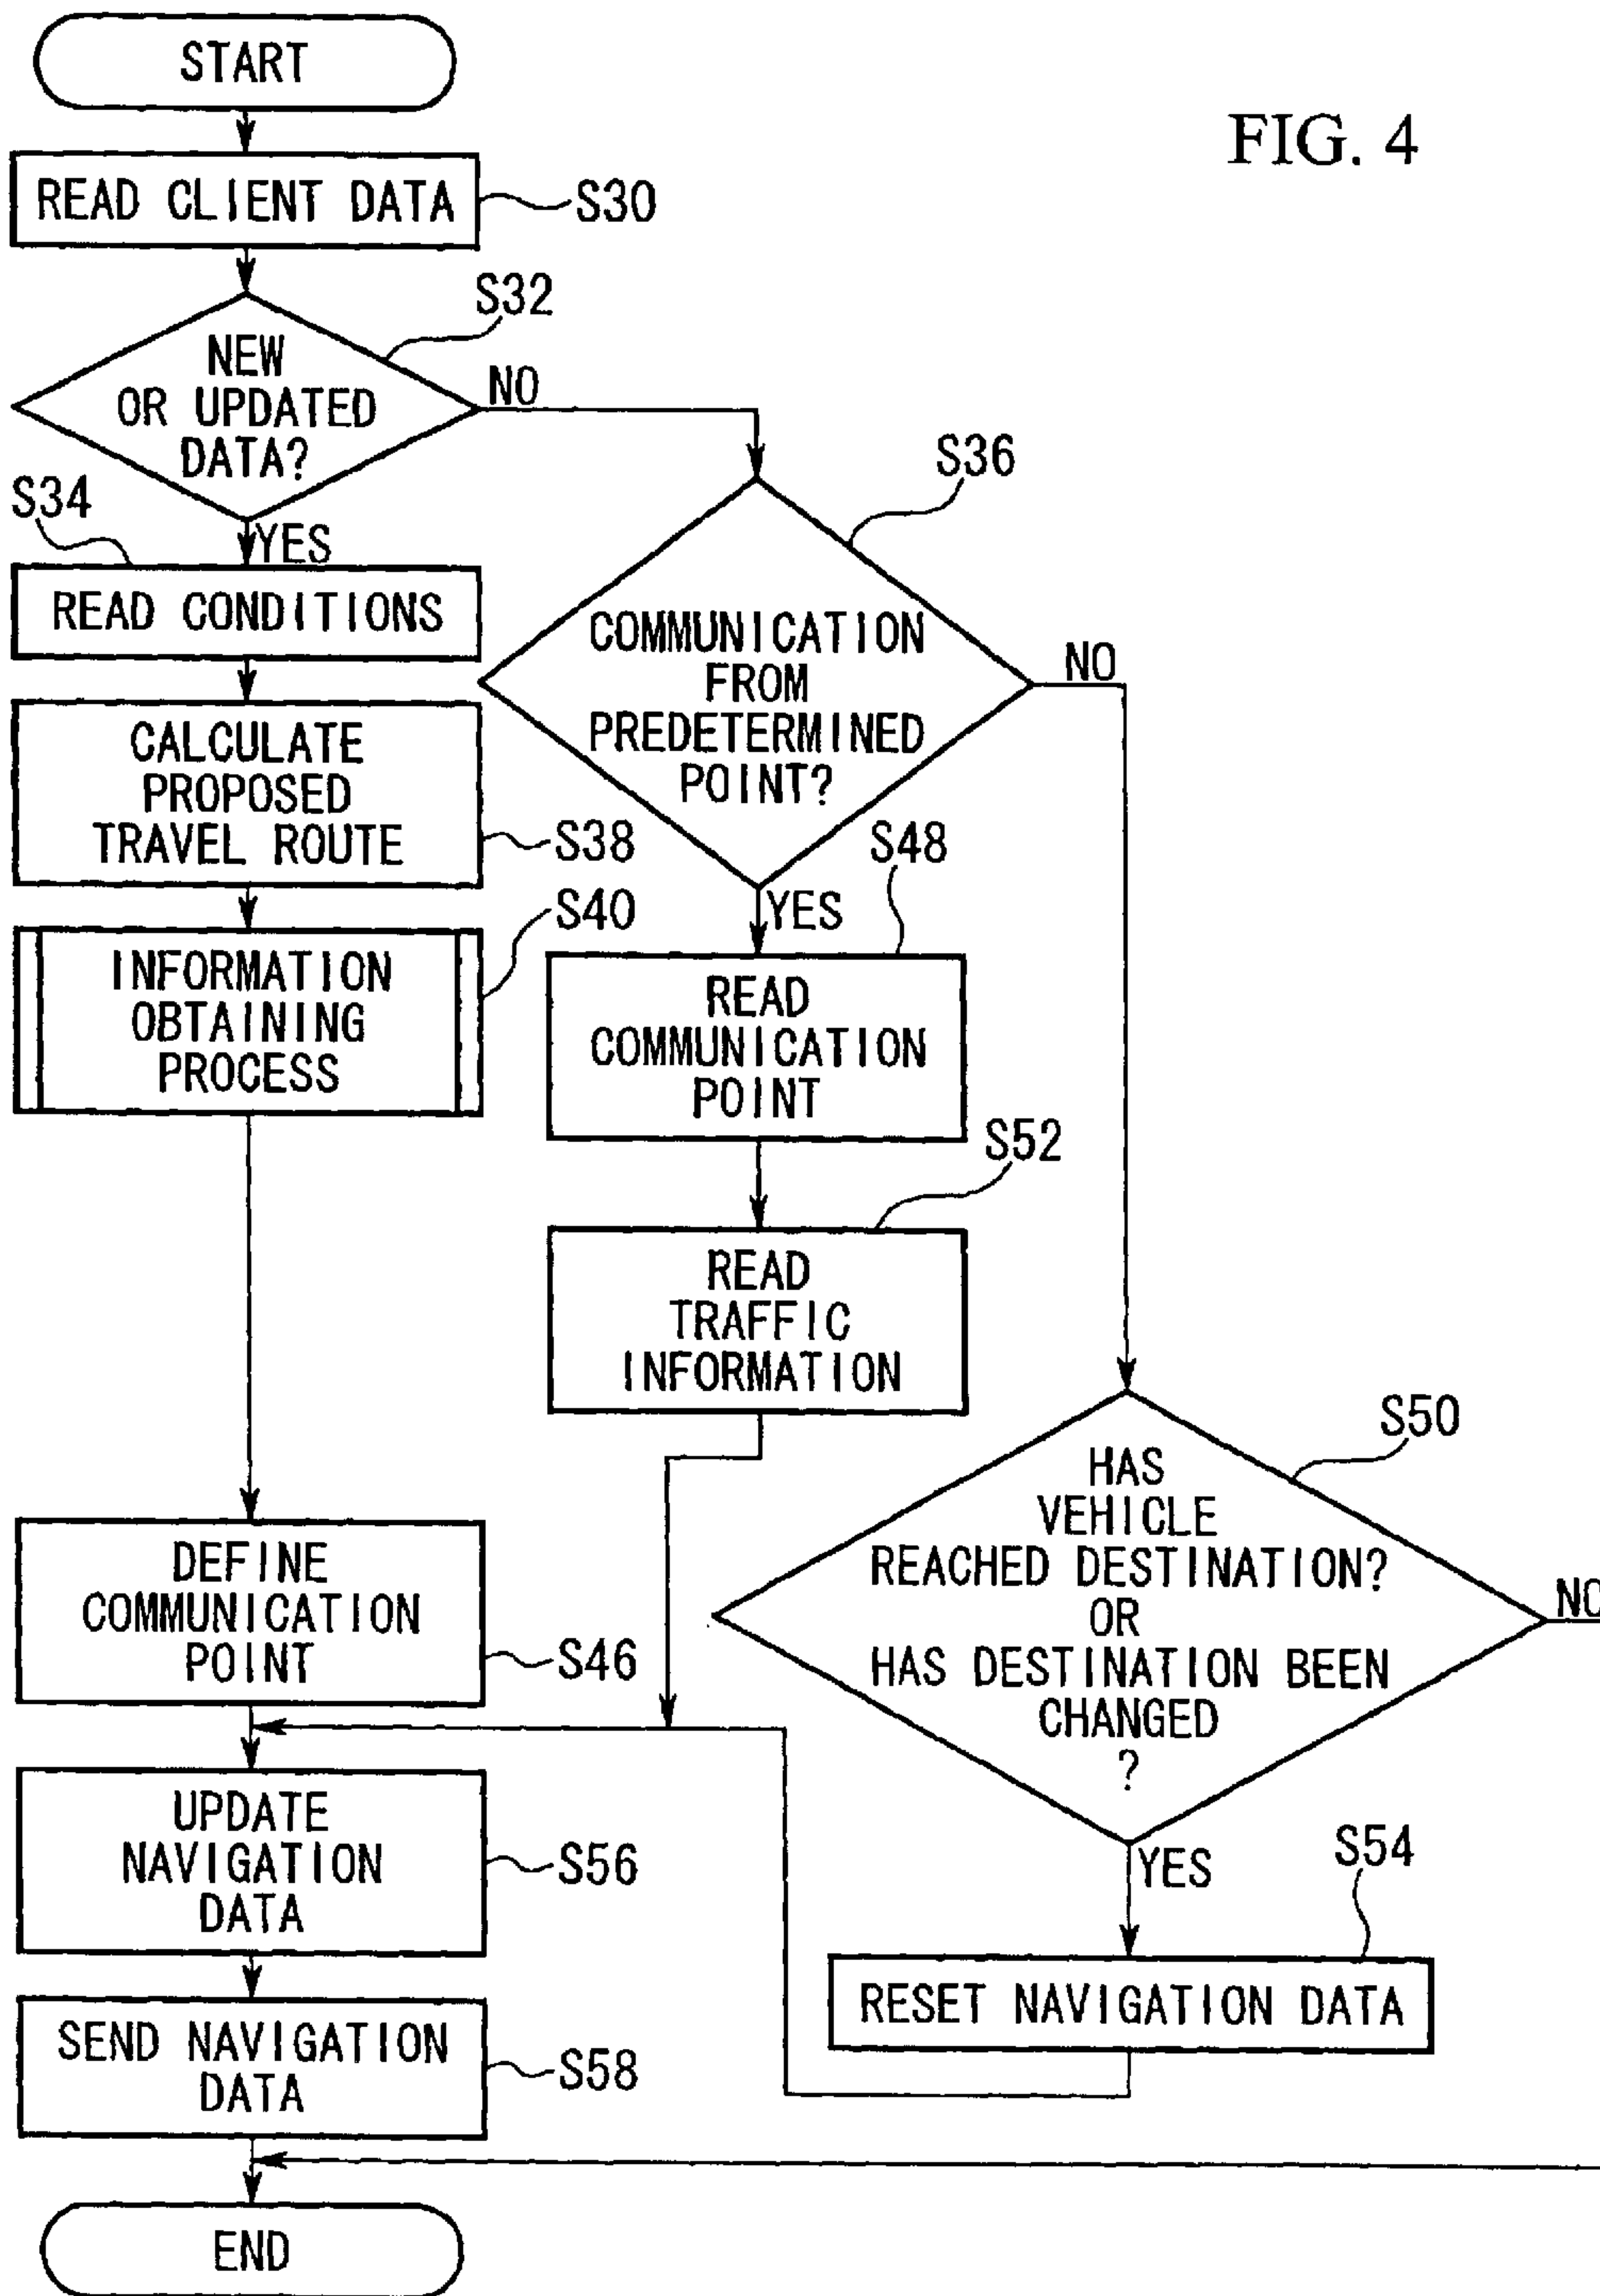 START
FIG. 4
READ CLIENT DATA
S30
S32
NEW
OR UPDATED
DATA?
NO
YES
S34
READ CONDITIONS
S36
COMMUNICATION
FROM
PREDETERMINED
POINT?
NO
YES
CALCULATE
PROPOSED
TRAVEL ROUTE
S38
S40
INFORMATION
OBTAINING
PROCESS
S48
READ
COMMUNICATION
POINT
S52
READ
TRAFFIC
INFORMATION
S50
HAS
VEHICLE
REACHED DESTINATION?
OR
HAS DESTINATION BEEN
CHANGED
?
NO
YES
DEFINE
COMMUNICATION
POINT
S46
UPDATE
NAVIGATION
DATA
S56
S54
RESET NAVIGATION DATA
SEND NAVIGATION
DATA
S58
END